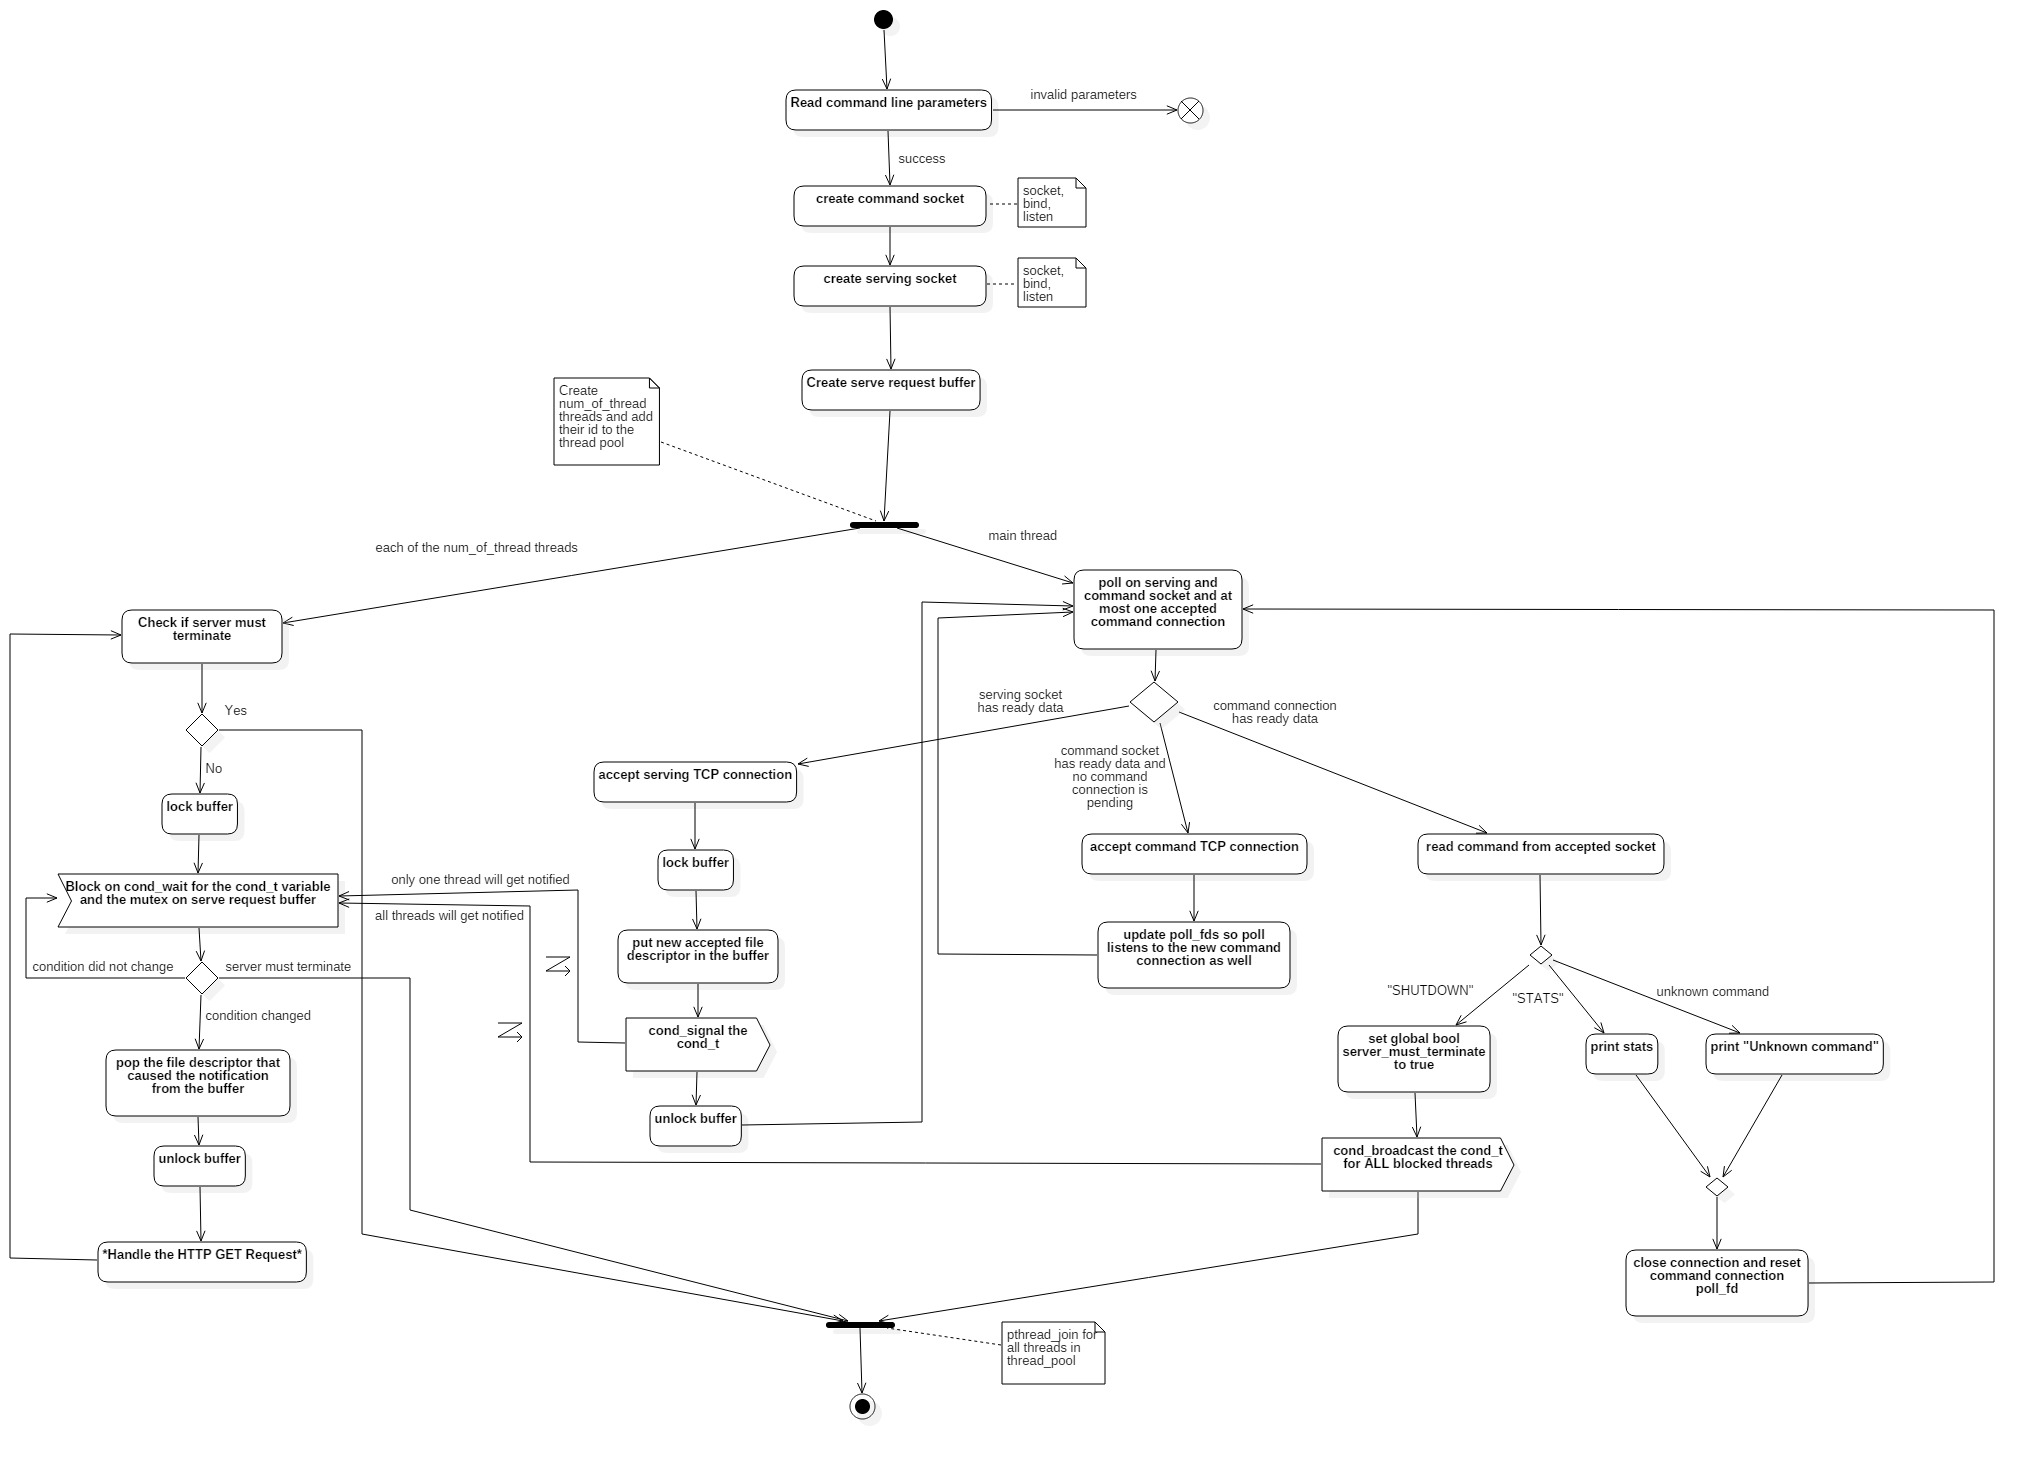 Read command line parameters
invalid parameters
success
create command socket
socket,
bind,
listen
create serving socket
socket,
bind,
listen
Create serve request buffer
Create
num_of_thread
threads and add
their id to the
thread pool
each of the num_of_thread threads
main thread
poll on serving and
command socket and at
most one accepted
command connection
Check if server must
terminate
Yes
No
lock buffer
Block on cond_wait for the cond_t variable
and the mutex on serve request buffer
condition did not change
server must terminate
condition changed
pop the file descriptor that
caused the notification
from the buffer
unlock buffer
*Handle the HTTP GET Request*
only one thread will get notified
all threads will get notified
serving socket
has ready data
accept serving TCP connection
lock buffer
put new accepted file
descriptor in the buffer
cond_signal the
cond_t
unlock buffer
command socket
has ready data and
no command
connection is
pending
accept command TCP connection
update poll_fds so poll
listens to the new command
connection as well
command connection
has ready data
read command from accepted socket
"SHUTDOWN"
"STATS"
unknown command
set global bool
server_must_terminate
to true
print stats
print "Unknown command"
cond_broadcast the cond_t
for ALL blocked threads
close connection and reset
command connection
poll_fd
pthread_join for
all threads in
thread_pool